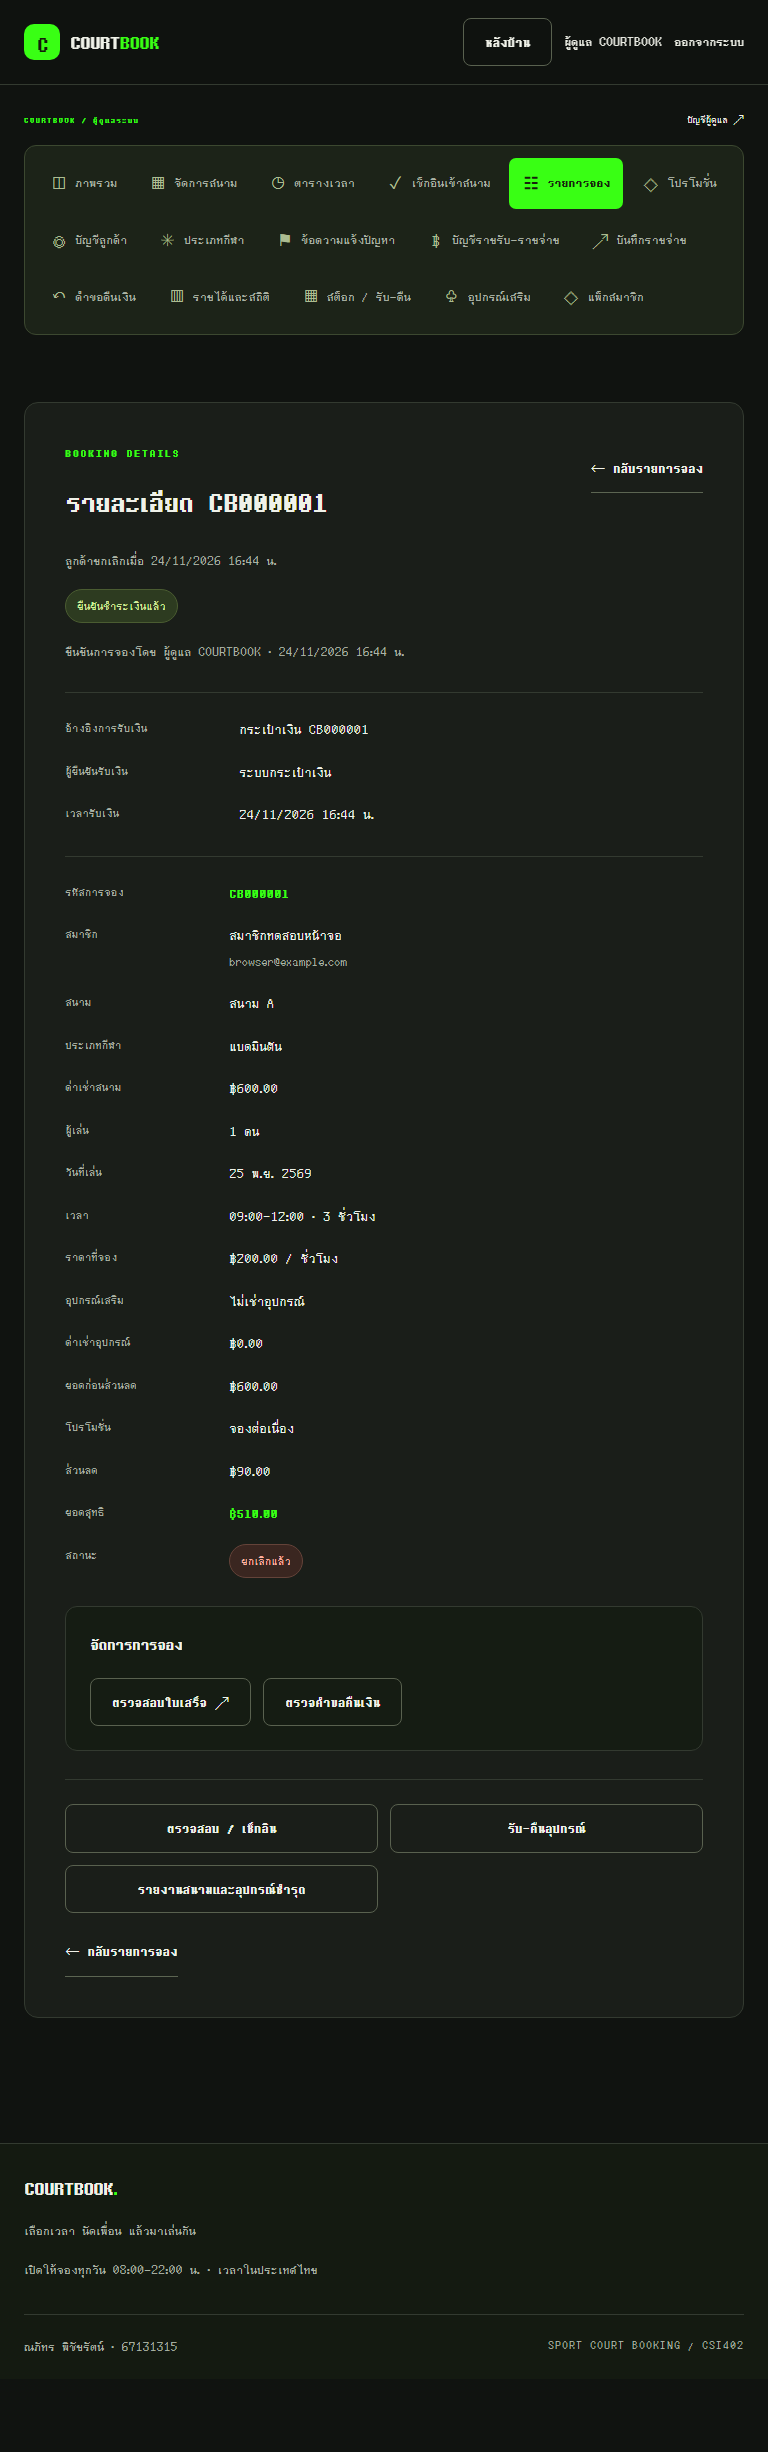 C COURTBOOK
หลังบ้าน ผู้ดูแล COURTBOOK ออกจากระบบ
COURTBOOK / ผู้ดูแลระบบ
บัญชีผู้ดูแล ↗
ภาพรวม จัดการสนาม ตารางเวลา เช็กอินเข้าสนาม รายการจอง โปรโมชั่น
บัญชีลูกค้า ประเภทกีฬา ข้อความแจ้งปัญหา ฿ บัญชีรายรับ-รายจ่าย บันทึกรายจ่าย
คำขอคืนเงิน รายได้และสถิติ สต็อก / รับ-คืน อุปกรณ์เสริม แพ็กสมาชิก
BOOKING DETAILS
← กลับรายการจอง
รายละเอียด CB000001
ลูกค้ายกเลิกเมื่อ 24/11/2026 16:44 น.
ยืนยันชำระเงินแล้ว
ยืนยันการจองโดย ผู้ดูแล COURTBOOK · 24/11/2026 16:44 น.
อ้างอิงการรับเงิน กระเป๋าเงิน CB000001
ผู้ยืนยันรับเงิน ระบบกระเป๋าเงิน
เวลารับเงิน 24/11/2026 16:44 น.
รหัสการจอง CB000001
สมาชิก สมาชิกทดสอบหน้าจอ
browser@example.com
สนาม สนาม A
ประเภทกีฬา แบดมินตัน
ค่าเช่าสนาม ฿600.00
ผู้เล่น 1 คน
วันที่เล่น 25 พ.ย. 2569
เวลา 09:00-12:00 · 3 ชั่วโมง
ราคาที่จอง ฿200.00 / ชั่วโมง
อุปกรณ์เสริม ไม่เช่าอุปกรณ์
ค่าเช่าอุปกรณ์ ฿0.00
ยอดก่อนส่วนลด ฿600.00
โปรโมชั่น จองต่อเนื่อง
ส่วนลด ฿90.00
ยอดสุทธิ ฿510.00
สถานะ ยกเลิกแล้ว
จัดการการจอง
ตรวจสอบใบเสร็จ ↗ ตรวจคำขอคืนเงิน
ตรวจสอบ / เช็กอิน รับ-คืนอุปกรณ์
รายงานสนามและอุปกรณ์ชำรุด
← กลับรายการจอง
COURTBOOK.
เลือกเวลา นัดเพื่อน แล้วมาเล่นกัน
เปิดให้จองทุกวัน 08:00-22:00 น. · เวลาในประเทศไทย
ณภัทร พิชัยรัตน์ · 67131315
SPORT COURT BOOKING / CSI402